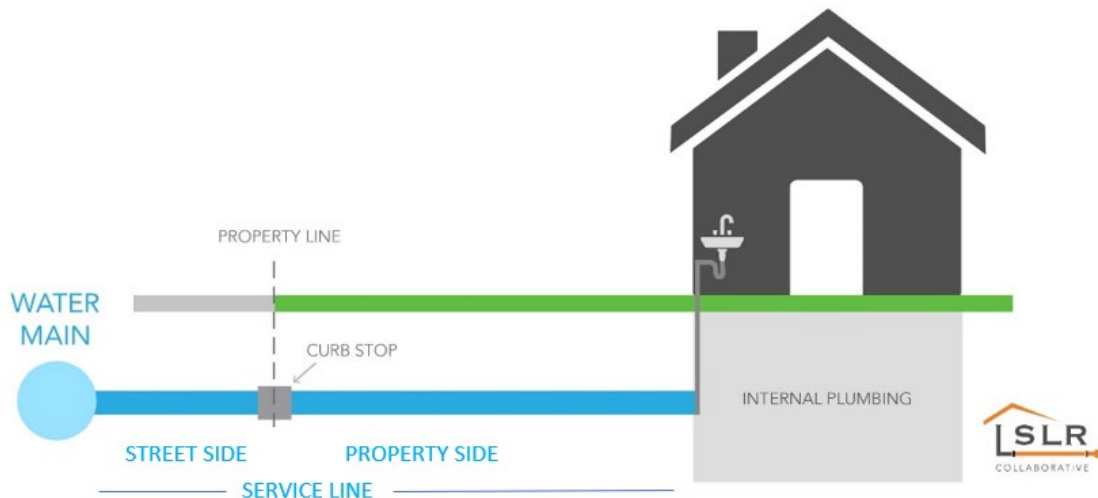 PROPERTY LINE
WATER
MAIN
CURB STOP
INTERNAL PLUMBING
STREET SIDE
PROPERTY SIDE
SERVICE LINE
LSLR
COLLABORATIVE